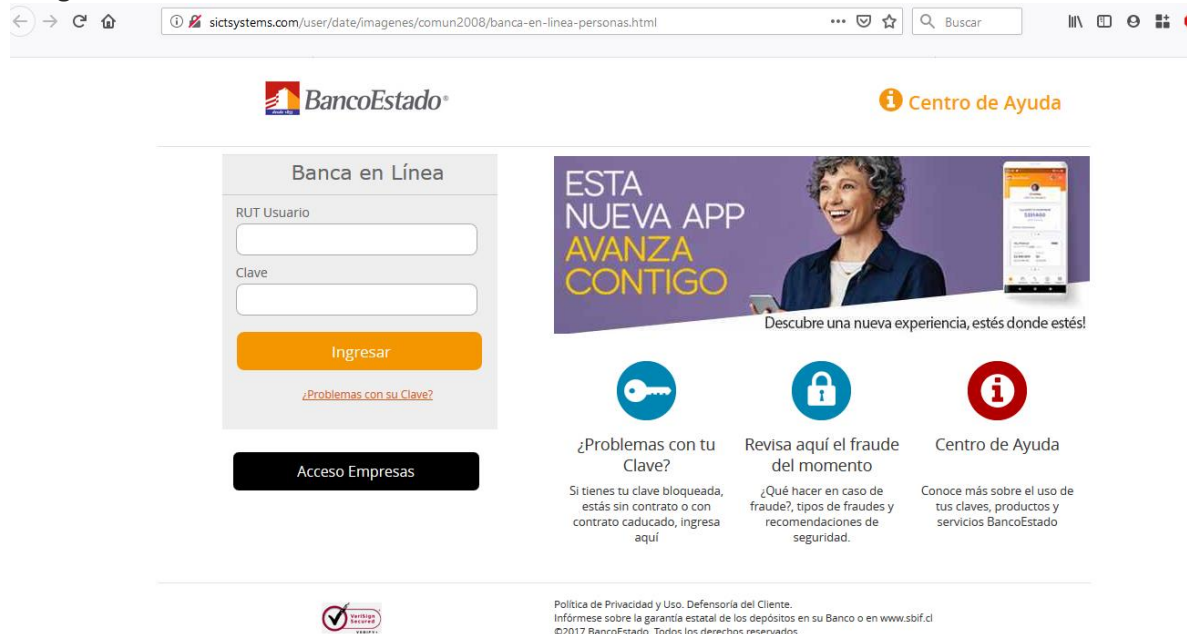 sictsystems.com/user/date/imagenes/comun2008/banca-en-linea-personas.html
Buscar
BancoEstado®
Centro de Ayuda
Banca en Línea
RUT Usuario
Clave
Ingresar
¿Problemas con su Clave?
Acceso Empresas
ESTA
NUEVA APP
AVANZA
CONTIGO
Descubre una nueva experiencia, estés donde estés!
¿Problemas con tu
Clave?
Si tienes tu clave bloqueada,
estás sin contrato o con
contrato caducado, ingresa
aquí
Revisa aquí el fraude
del momento
¿Qué hacer en caso de
fraude?, tipos de fraudes y
recomendaciones de
seguridad.
Centro de Ayuda
Conoce más sobre el uso de
tus claves, productos y
servicios BancoEstado
VeriSign
Secured
Política de Privacidad y Uso. Defensoría del Cliente.
Infórmese sobre la garantía estatal de los depósitos en su Banco o en www.sbif.cl
©2017 BancoEstado. Todos los derechos reservados.